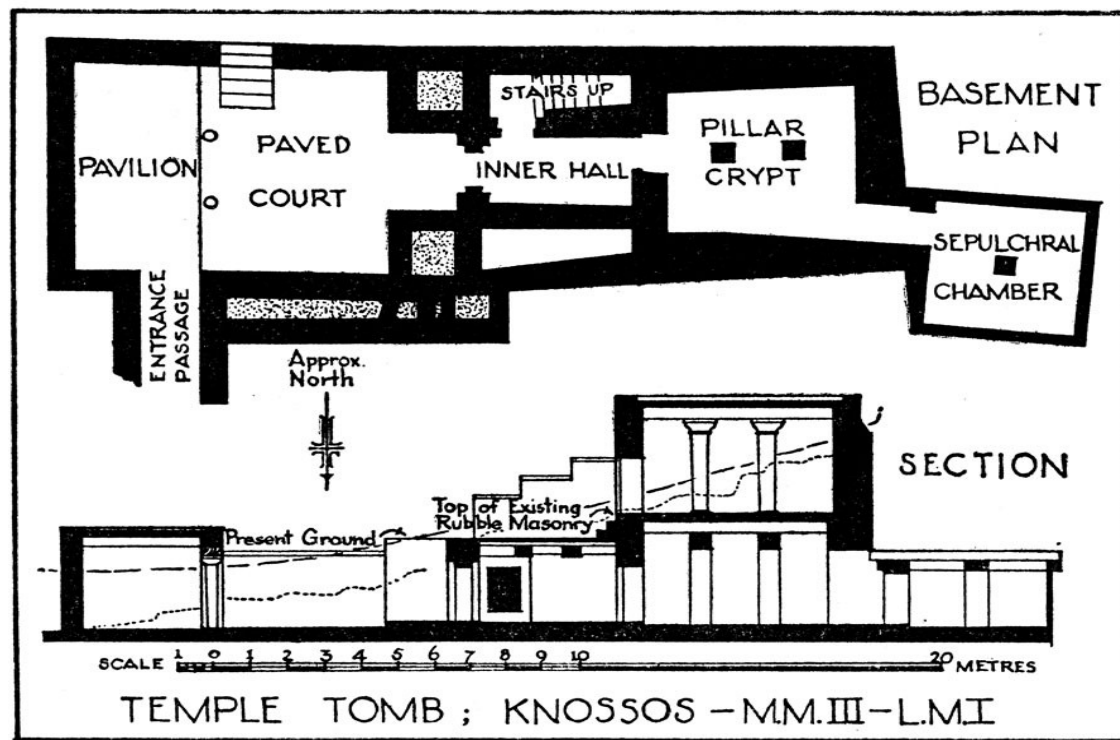 BASEMENT
PLAN
STAIRS UP
PAVILION
PAVED
COURT
INNER HALL
PILLAR
CRYPT
SEPULCHRAL
CHAMBER
ENTRANCE
PASSAGE
Approx.
North
SECTION
Top of Existing
Rubble Masonry
Present Ground
SCALE 1 0 1 2 3 4 5 6 7 8 9 10 20 METRES
TEMPLE TOMB; KNOSSOS - M.M.III - L.M.I